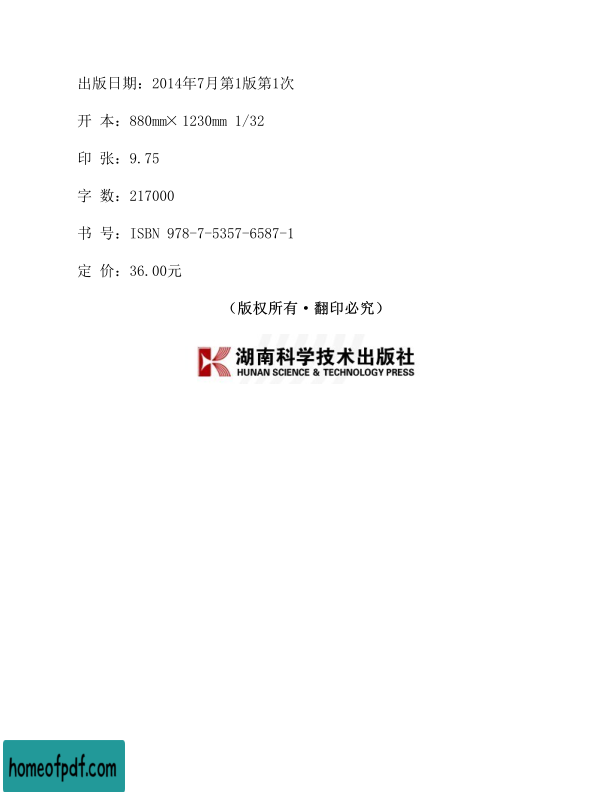 出版日期：2014年7月第1版第1次
开 本：880mm×1230mm 1/32
印 张：9.75
字 数：217000
书 号：ISBN 978-7-5357-6587-1
定 价：36.00元
（版权所有·翻印必究）
湖南科学技术出版社
HUNAN SCIENCE & TECHNOLOGY PRESS
homeofpdf.com